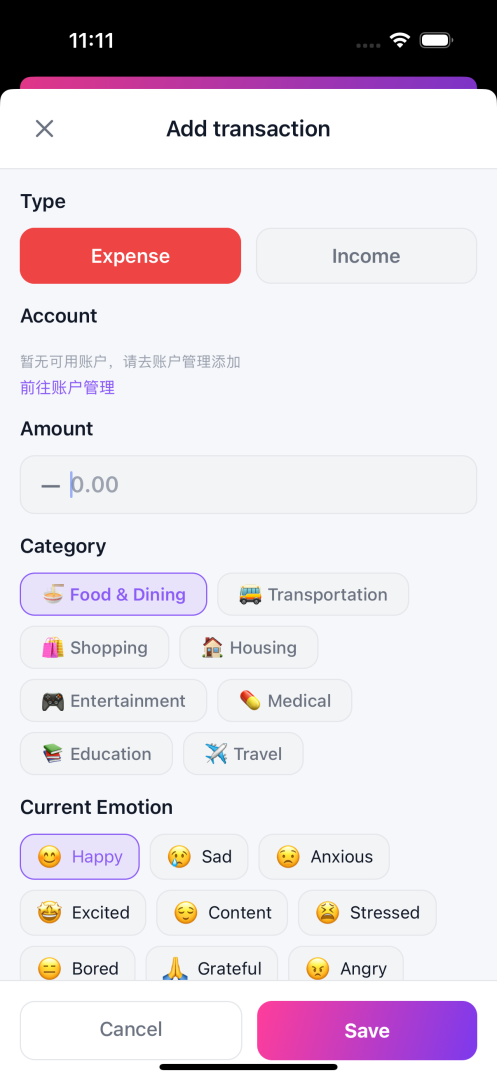 11:11
Add transaction
Type
Expense Income
Account
暂无可用账户，请去账户管理添加
前往账户管理
Amount
— 0.00
Category
Food & Dining Transportation
Shopping Housing
Entertainment Medical
Education Travel
Current Emotion
Happy Sad Anxious
Excited Content Stressed
Bored Grateful Angry
Cancel Save